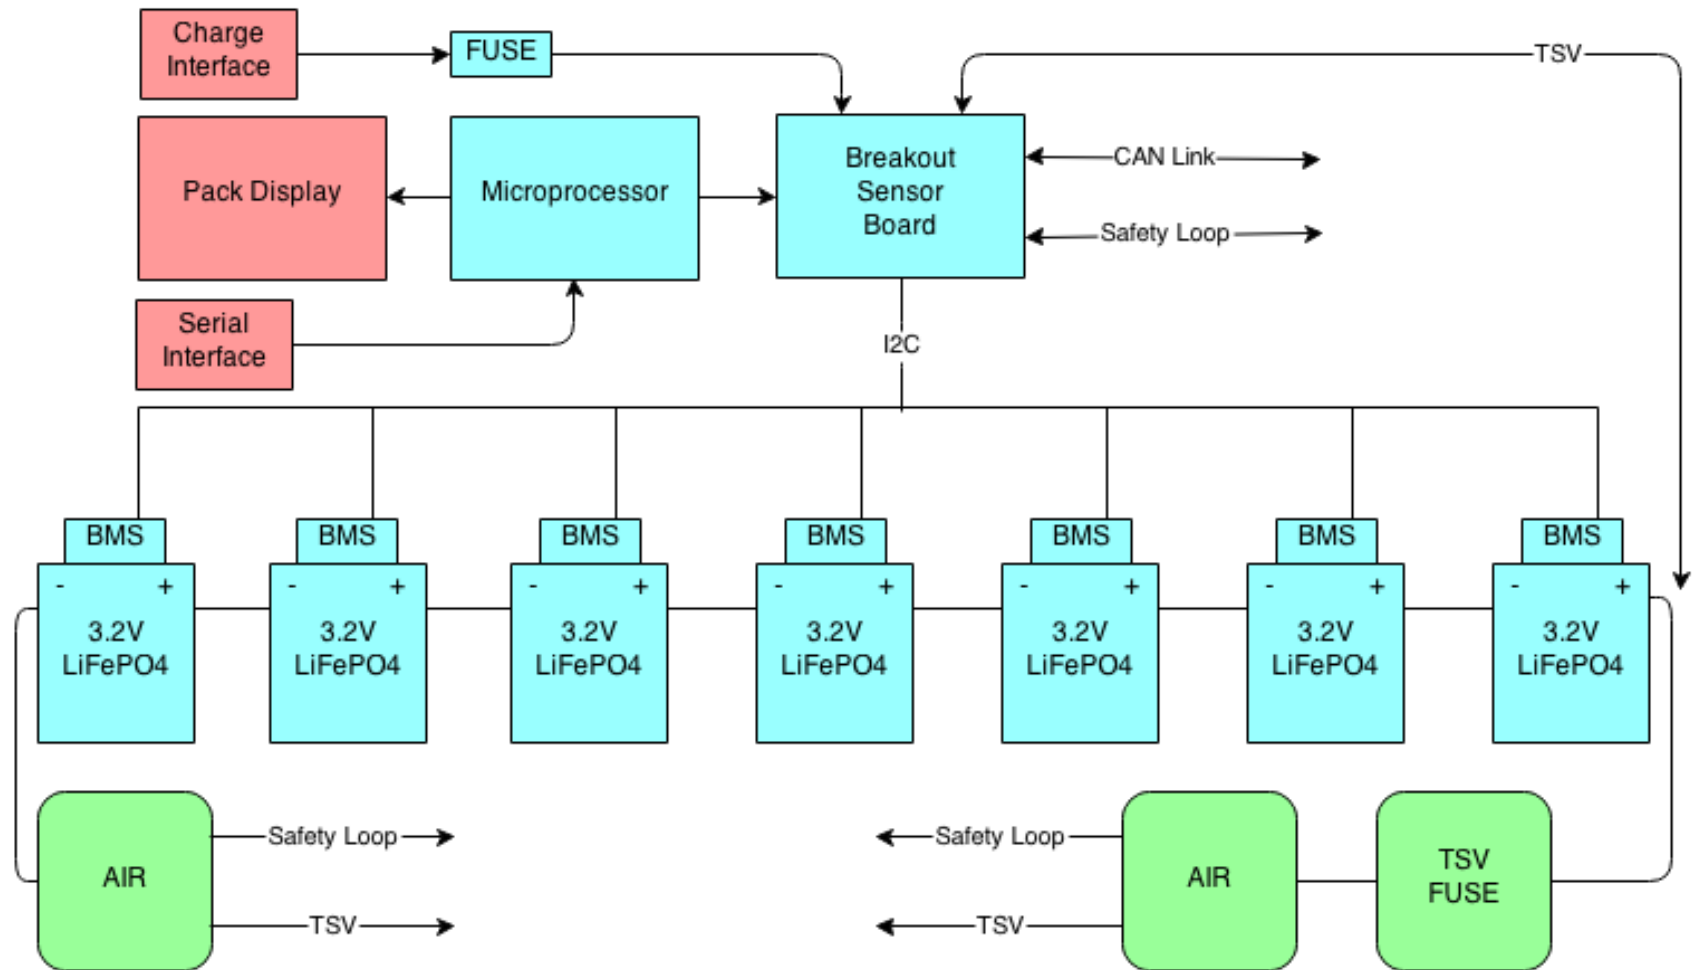 Charge
Interface
FUSE
TSV
Pack Display
Microprocessor
Breakout
Sensor
Board
CAN Link
Safety Loop
Serial
Interface
I2C
BMS
BMS
BMS
BMS
BMS
BMS
BMS
- +
- +
- +
- +
- +
- +
- +
3.2V
LiFePO4
3.2V
LiFePO4
3.2V
LiFePO4
3.2V
LiFePO4
3.2V
LiFePO4
3.2V
LiFePO4
3.2V
LiFePO4
AIR
Safety Loop
TSV
Safety Loop
TSV
AIR
TSV
FUSE